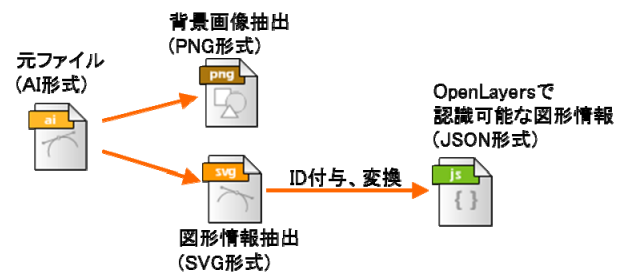 元ファイル
(AI形式)
ai
背景画像抽出
(PNG形式)
png
svg
図形情報抽出
(SVG形式)
ID付与、変換
OpenLayersで
認識可能な図形情報
(JSON形式)
js
{ }